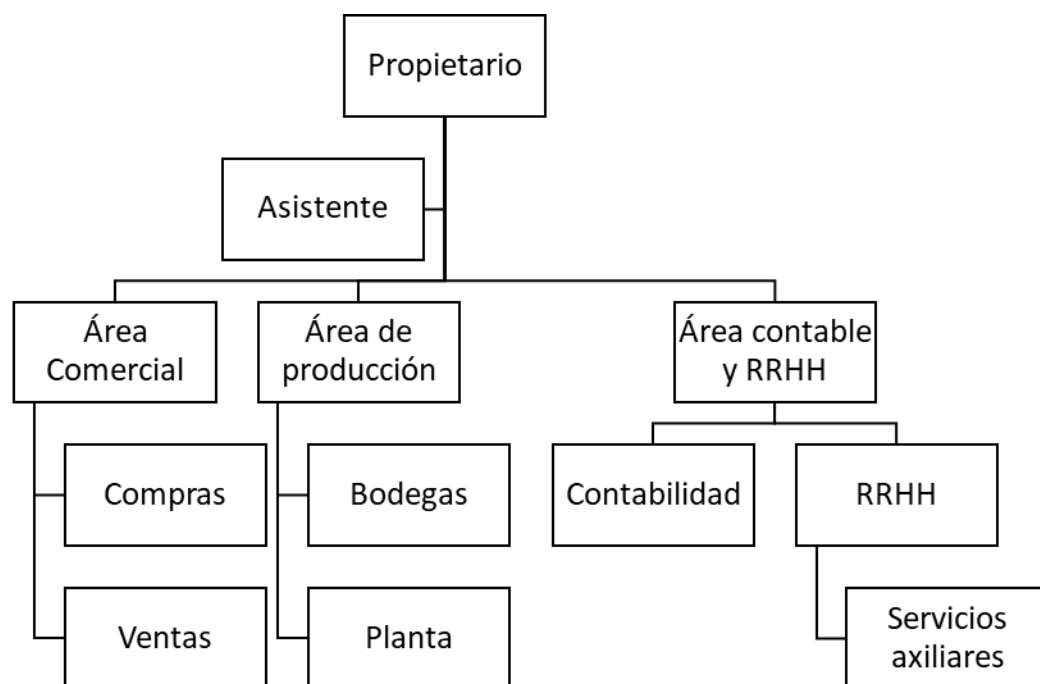 Propietario
Asistente
Área
Comercial
Área de
producción
Área contable
y RRHH
Compras
Bodegas
Contabilidad
RRHH
Ventas
Planta
Servicios
axiliares